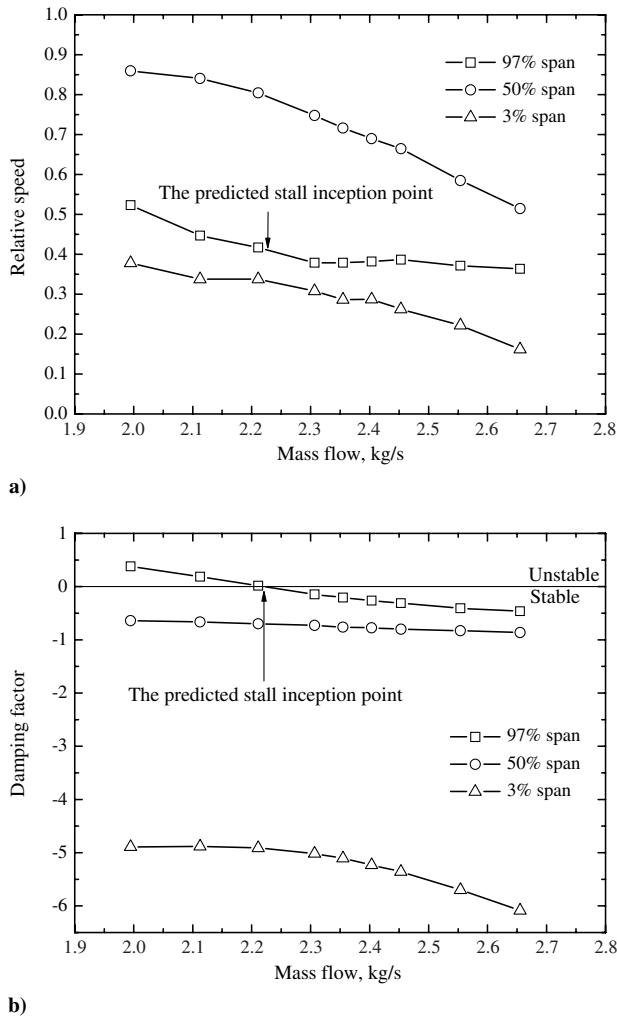 1.0
0.9
0.8
0.7
0.6
0.5
0.4
0.3
0.2
0.1
0.0
Relative speed
97% span
50% span
3% span
The predicted stall inception point
1.9 2.0 2.1 2.2 2.3 2.4 2.5 2.6 2.7 2.8
Mass flow, kg/s
a)
1
0
-1
-2
-3
-4
-5
-6
Damping factor
Unstable
Stable
The predicted stall inception point
97% span
50% span
3% span
1.9 2.0 2.1 2.2 2.3 2.4 2.5 2.6 2.7 2.8
Mass flow, kg/s
b)